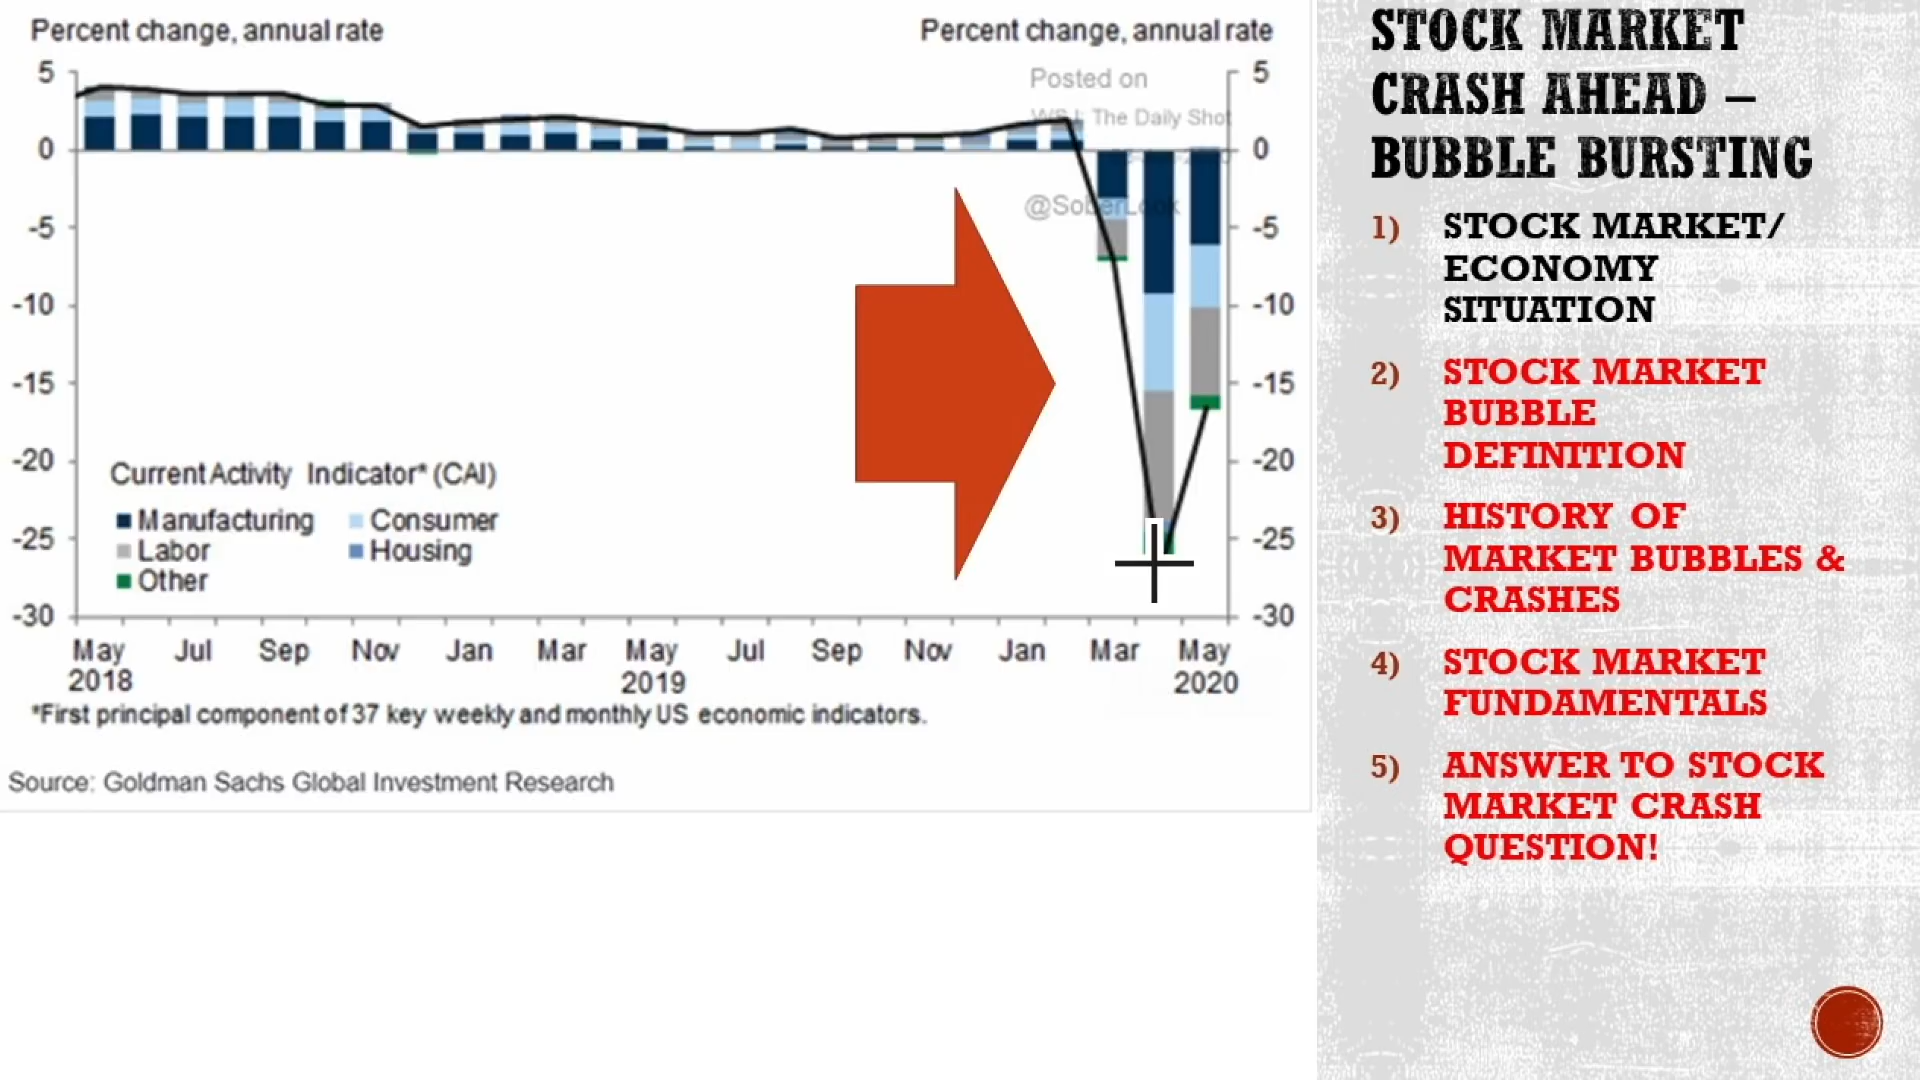 Percent change, annual rate
Percent change, annual rate
Posted on
WSJ: The Daily Shot
@SoberLook
5
0
-5
-10
-15
-20
-25
-30
5
0
-5
-10
-15
-20
-25
-30
Current Activity Indicator* (CAI)
Manufacturing Consumer
Labor Housing
Other
May Jul Sep Nov Jan Mar May Jul Sep Nov Jan Mar May
2018 2019 2020
*First principal component of 37 key weekly and monthly US economic indicators.
Source: Goldman Sachs Global Investment Research
STOCK MARKET
CRASH AHEAD –
BUBBLE BURSTING
1) STOCK MARKET/
ECONOMY
SITUATION
2) STOCK MARKET
BUBBLE
DEFINITION
3) HISTORY OF
MARKET BUBBLES &
CRASHES
4) STOCK MARKET
FUNDAMENTALS
5) ANSWER TO STOCK
MARKET CRASH
QUESTION!